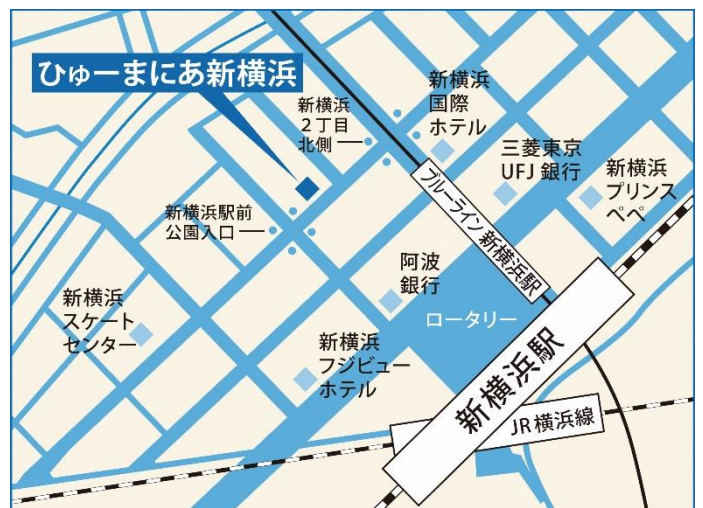 ひゅーまにあ新横浜
新横浜
2丁目
北側
新横浜
国際
ホテル
三菱東京
UFJ銀行
新横浜
プリンス
ペペ
ブルーライン新横浜駅
新横浜駅前
公園入口
阿波
銀行
ロータリー
新横浜
スケート
センター
新横浜
フジビュー
ホテル
新横浜駅
JR横浜線